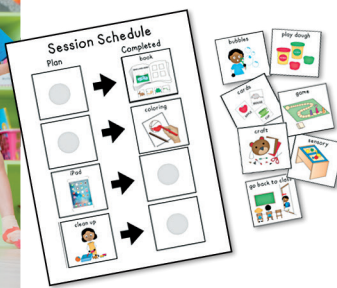 Session Schedule
Plan
Completed
book
coloring
iPad
clean up
bubbles
play dough
cards
game
craft
sensory
go back to class